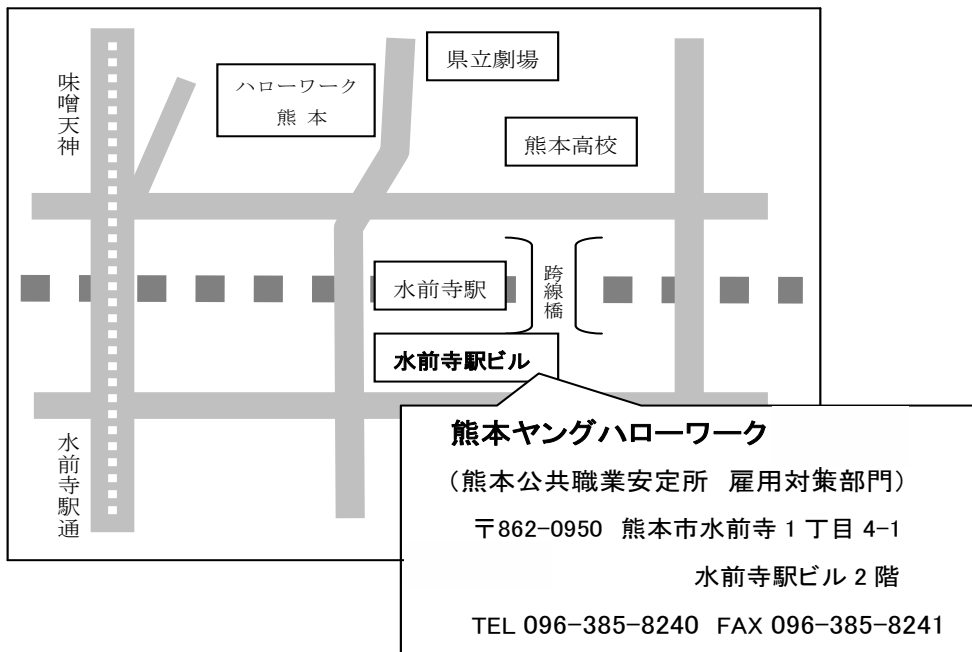 県立劇場
味噌天神
ハローワーク
熊 本
熊本高校
水前寺駅
跨線橋
水前寺駅ビル
水前寺駅通
熊本ヤングハローワーク
（熊本公共職業安定所 雇用対策部門）
〒862-0950 熊本市水前寺１丁目 4-1
水前寺駅ビル 2 階
TEL 096-385-8240 FAX 096-385-8241